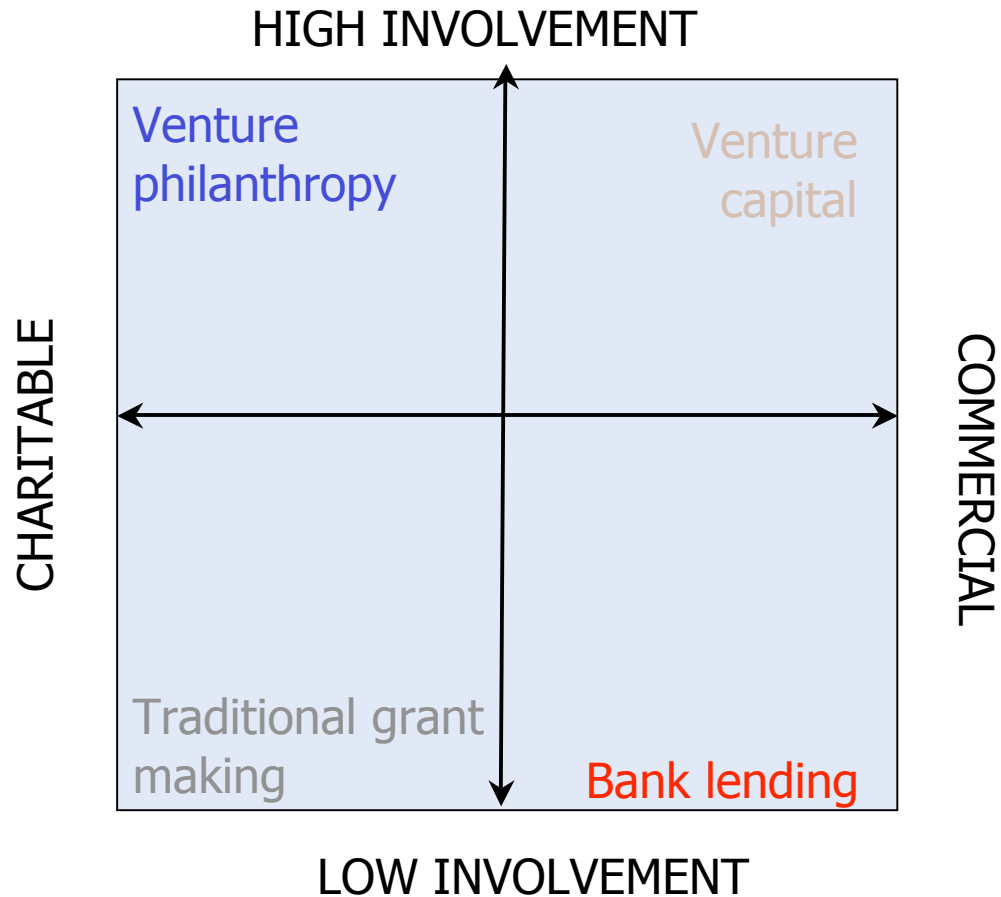 HIGH INVOLVEMENT
Venture
philanthropy
Venture
capital
CHARITABLE
COMMERCIAL
Traditional grant
making
Bank lending
LOW INVOLVEMENT